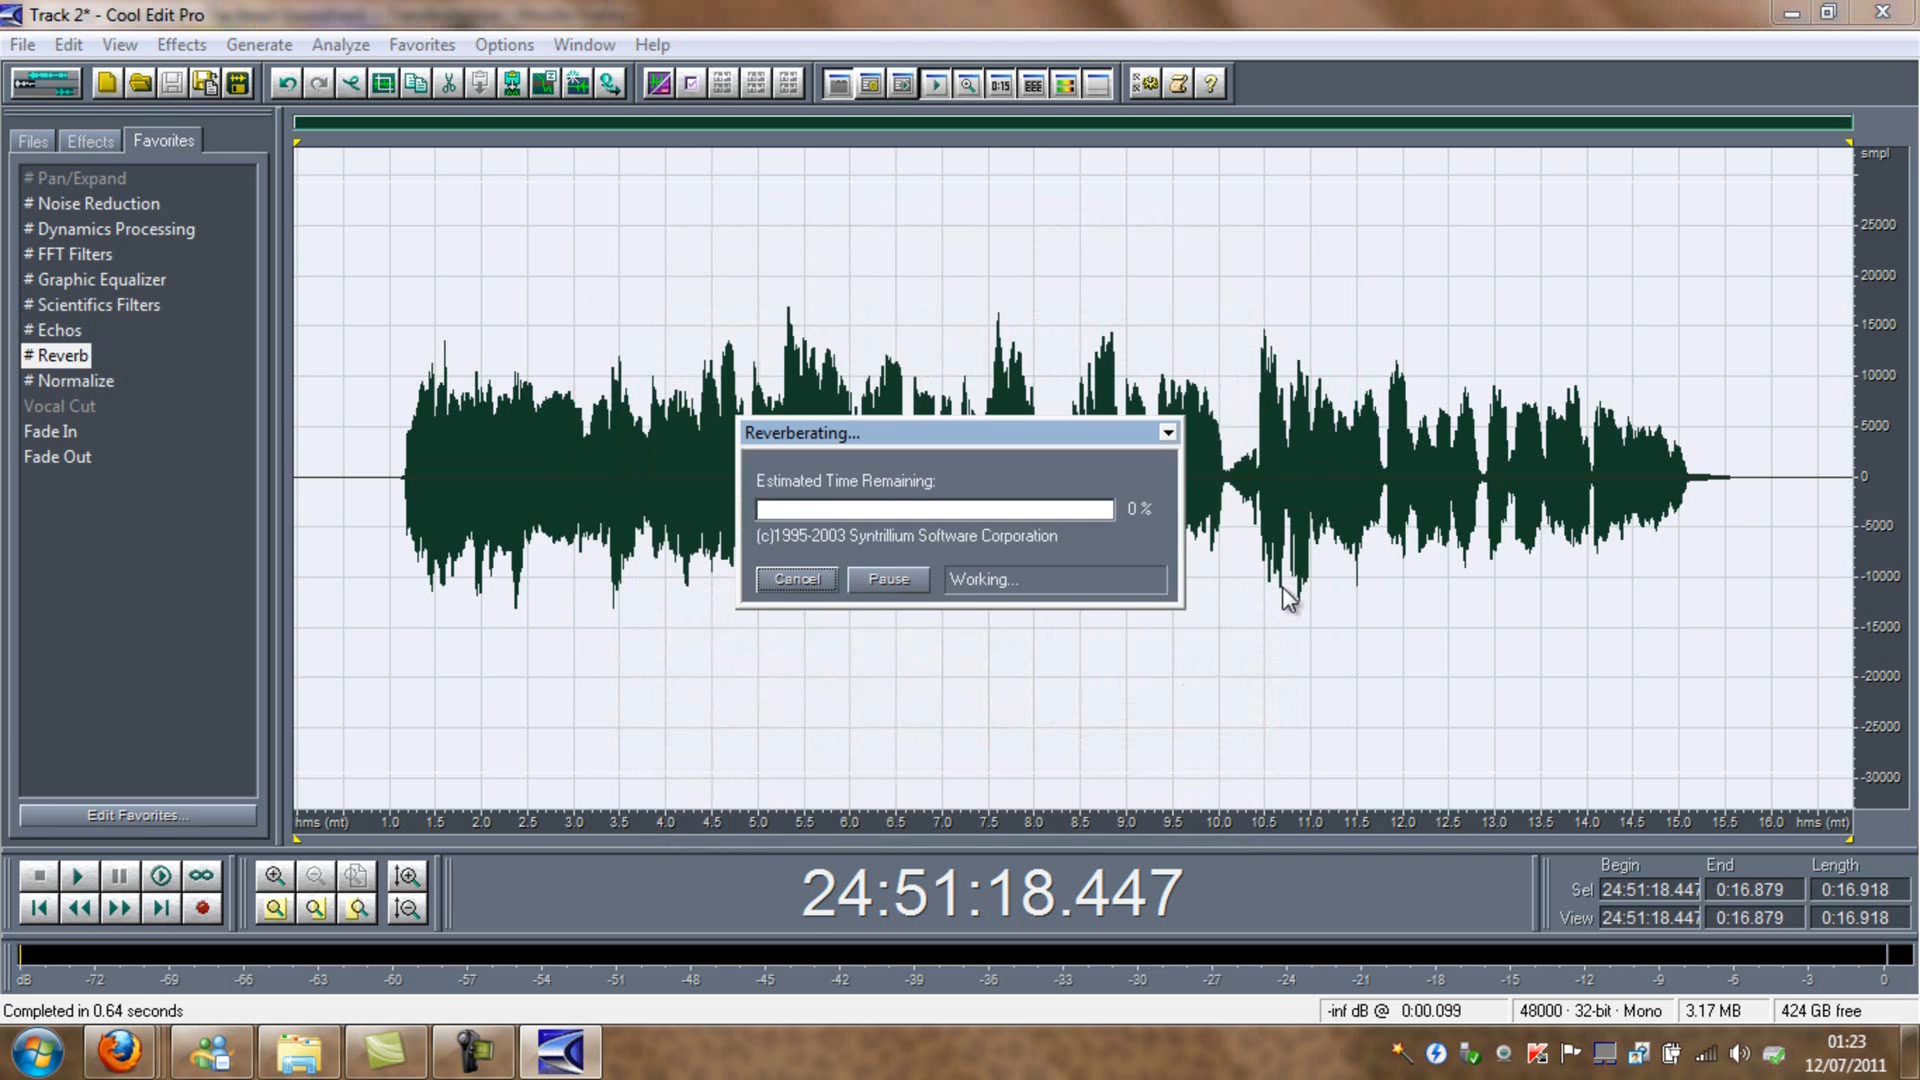 Track 2* - Cool Edit Pro
File Edit View Effects Generate Analyze Favorites Options Window Help
0:15
Files Effects Favorites
# Pan/Expand
# Noise Reduction
# Dynamics Processing
# FFT Filters
# Graphic Equalizer
# Scientifics Filters
# Echos
# Reverb
# Normalize
Vocal Cut
Fade In
Fade Out
Edit Favorites...
smpl
25000
20000
15000
10000
5000
0
-5000
-10000
-15000
-20000
-25000
-30000
Reverberating...
Estimated Time Remaining:
0 %
(c)1995-2003 Syntrillium Software Corporation
Cancel Pause Working...
hms (mt) 1.0 1.5 2.0 2.5 3.0 3.5 4.0 4.5 5.0 5.5 6.0 6.5 7.0 7.5 8.0 8.5 9.0 9.5 10.0 10.5 11.0 11.5 12.0 12.5 13.0 13.5 14.0 14.5 15.0 15.5 16.0 hms (mt)
24:51:18.447
Begin End Length
Sel 24:51:18.447 0:16.879 0:16.918
View 24:51:18.447 0:16.879 0:16.918
dB -72 -69 -66 -63 -60 -57 -54 -51 -48 -45 -42 -39 -36 -33 -30 -27 -24 -21 -18 -15 -12 -9 -6 -3 0
Completed in 0.64 seconds
-inf dB @ 0:00.099
48000 · 32-bit · Mono
3.17 MB
424 GB free
01:23
12/07/2011